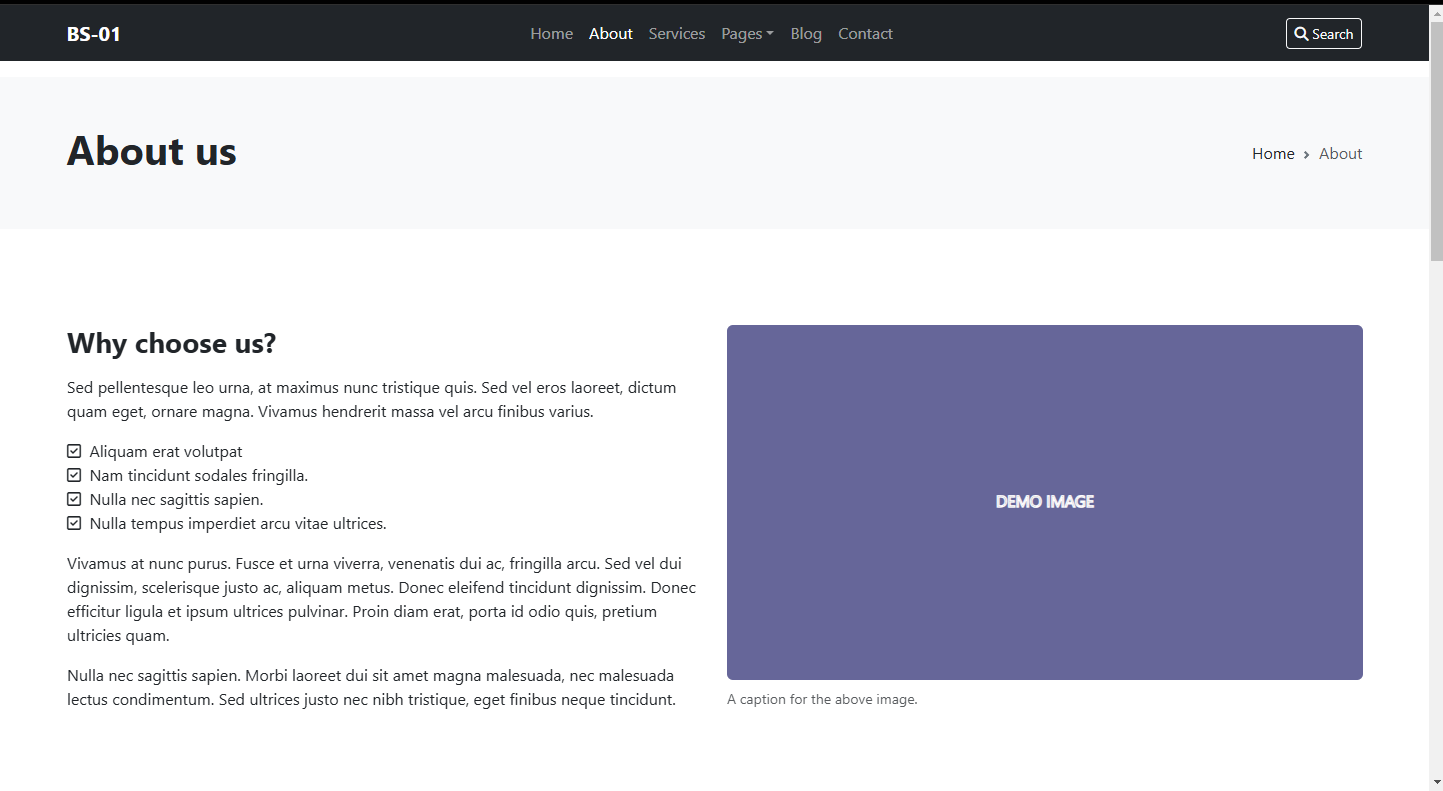 BS-01
Home About Services Pages Blog Contact
Search
About us
Home > About
Why choose us?
Sed pellentesque leo urna, at maximus nunc tristique quis. Sed vel eros laoreet, dictum
quam eget, ornare magna. Vivamus hendrerit massa vel arcu finibus varius.
Aliquam erat volutpat
Nam tincidunt sodales fringilla.
Nulla nec sagittis sapien.
Nulla tempus imperdiet arcu vitae ultrices.
Vivamus at nunc purus. Fusce et urna viverra, venenatis dui ac, fringilla arcu. Sed vel dui
dignissim, scelerisque justo ac, aliquam metus. Donec eleifend tincidunt dignissim. Donec
efficitur ligula et ipsum ultrices pulvinar. Proin diam erat, porta id odio quis, pretium
ultricies quam.
Nulla nec sagittis sapien. Morbi laoreet dui sit amet magna malesuada, nec malesuada
lectus condimentum. Sed ultrices justo nec nibh tristique, eget finibus neque tincidunt.
DEMO IMAGE
A caption for the above image.